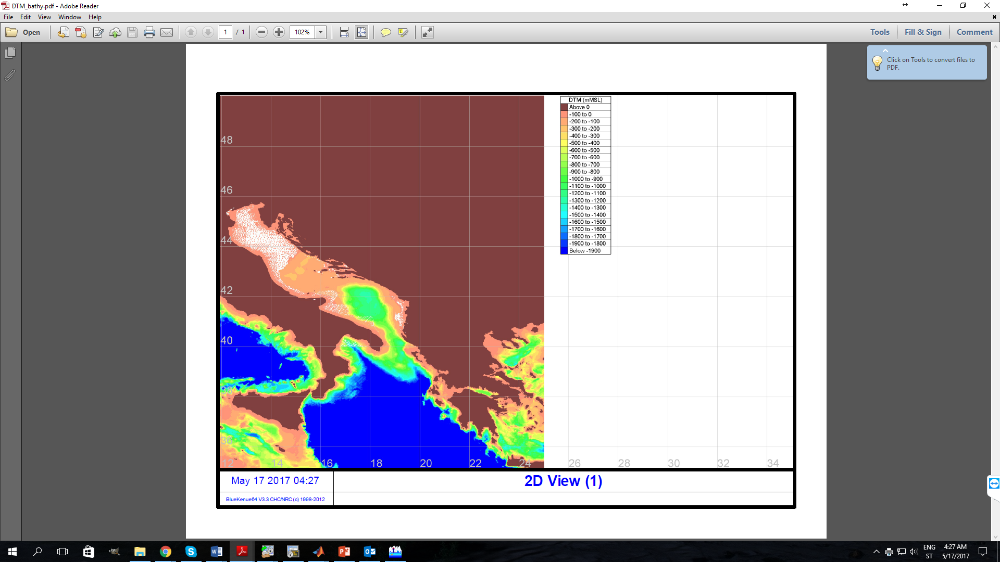 DTM_bathy.pdf - Adobe Reader
File Edit View Window Help
Open 1 / 1 102% Tools Fill & Sign Comment
Click on Tools to convert files to
PDF.
DTM (mMSL)
Above 0
-100 to 0
-200 to -100
-300 to -200
-400 to -300
-500 to -400
-600 to -500
-700 to -600
-800 to -700
-900 to -800
-1000 to -900
-1100 to -1000
-1200 to -1100
-1300 to -1200
-1400 to -1300
-1500 to -1400
-1600 to -1500
-1700 to -1600
-1800 to -1700
-1900 to -1800
Below -1900
48
46
44
42
40
38
36
12 14 16 18 20 22 24 26 28 30 32 34
May 17 2017 04:27
2D View (1)
BlueKenue64 V3.3 CHC/NRC (c) 1998-2012
ENG
ST
4:27 AM
5/17/2017